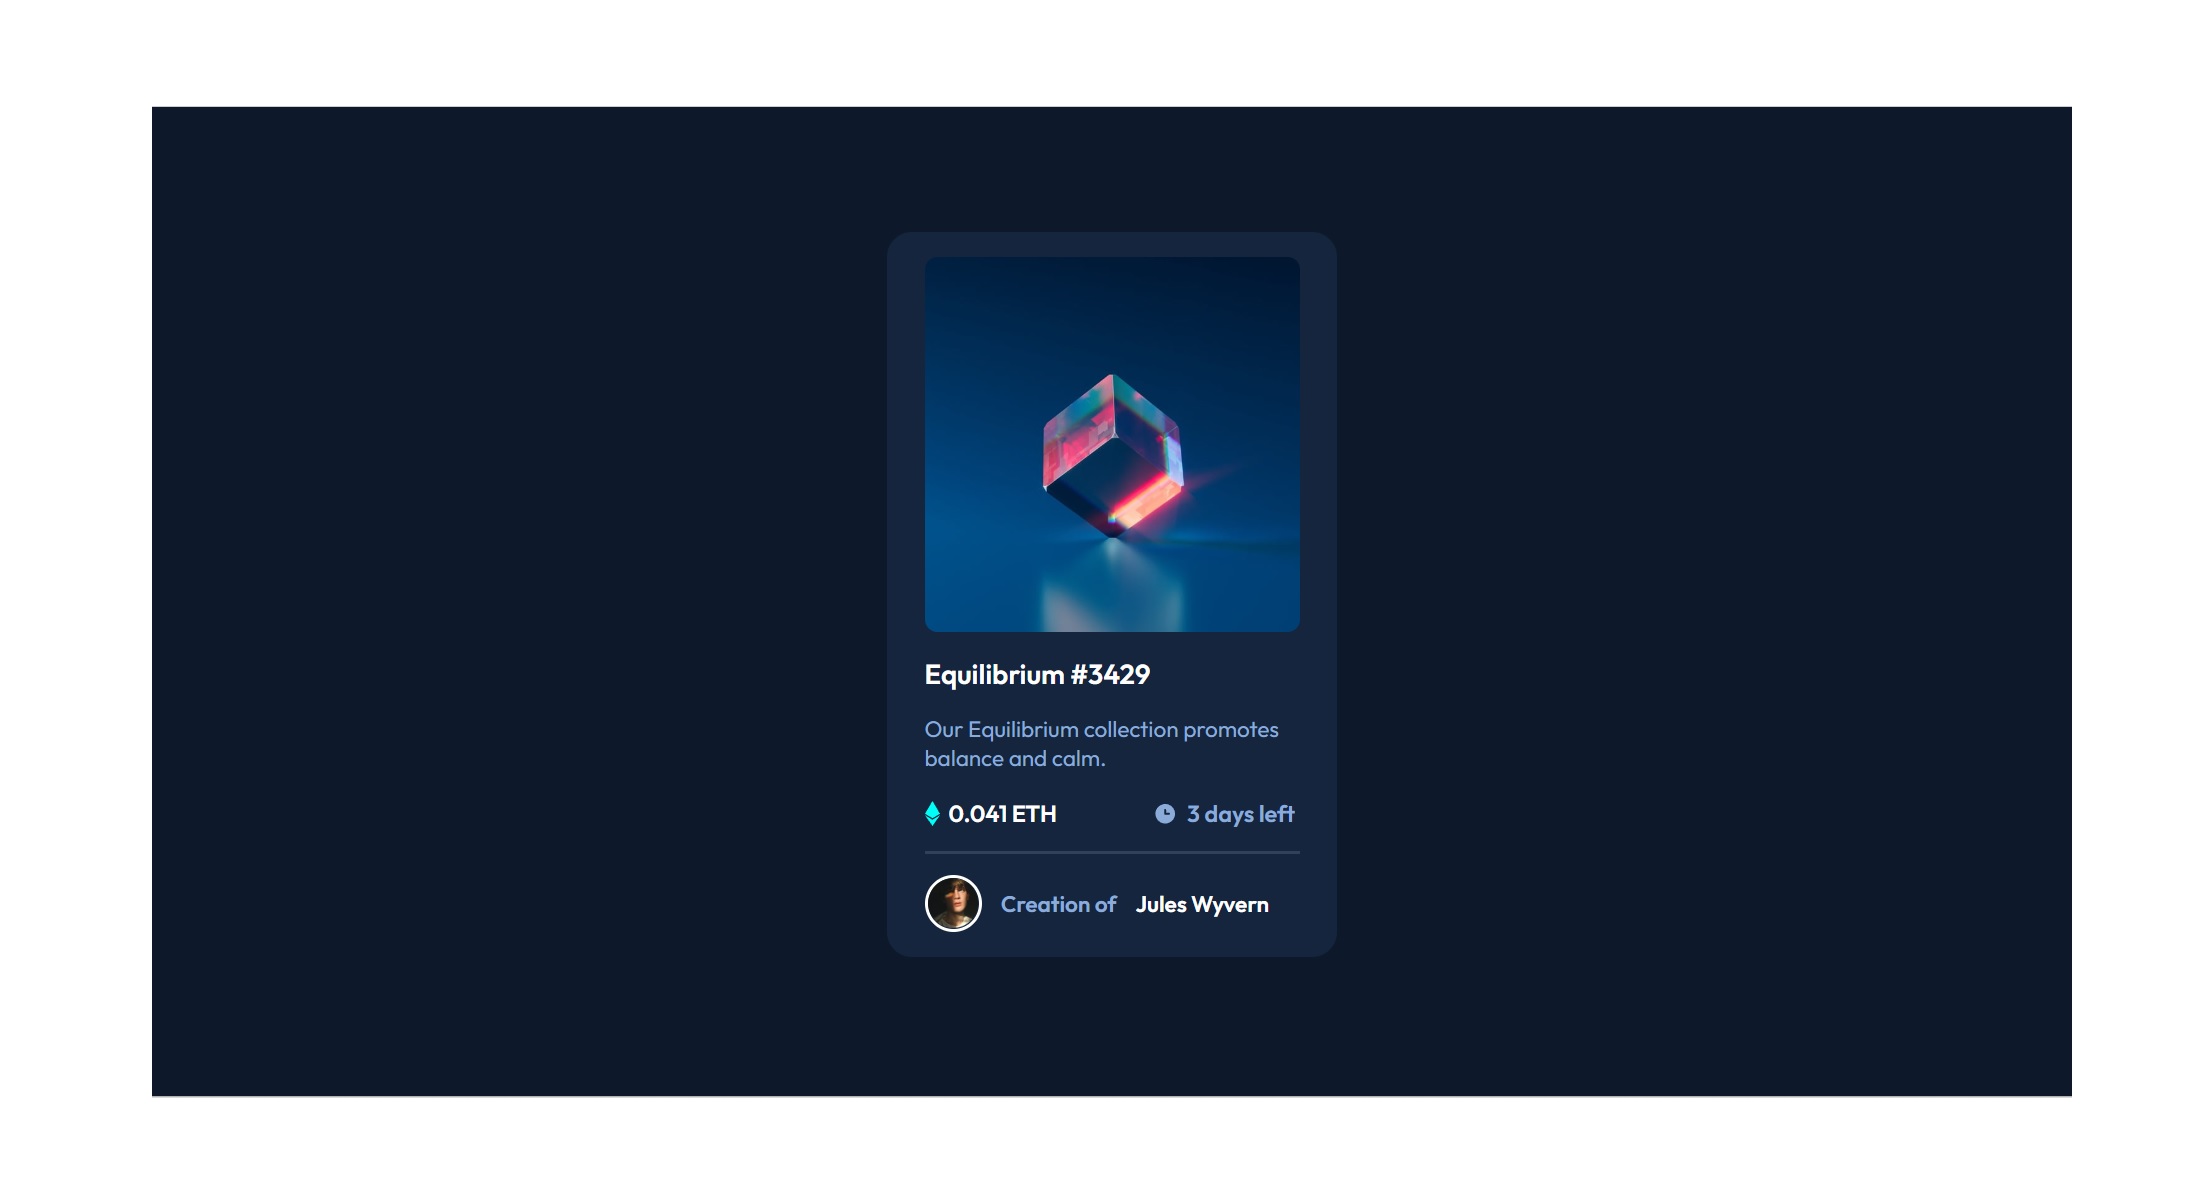 Equilibrium #3429
Our Equilibrium collection promotes
balance and calm.
0.041 ETH 3 days left
Creation of Jules Wyvern